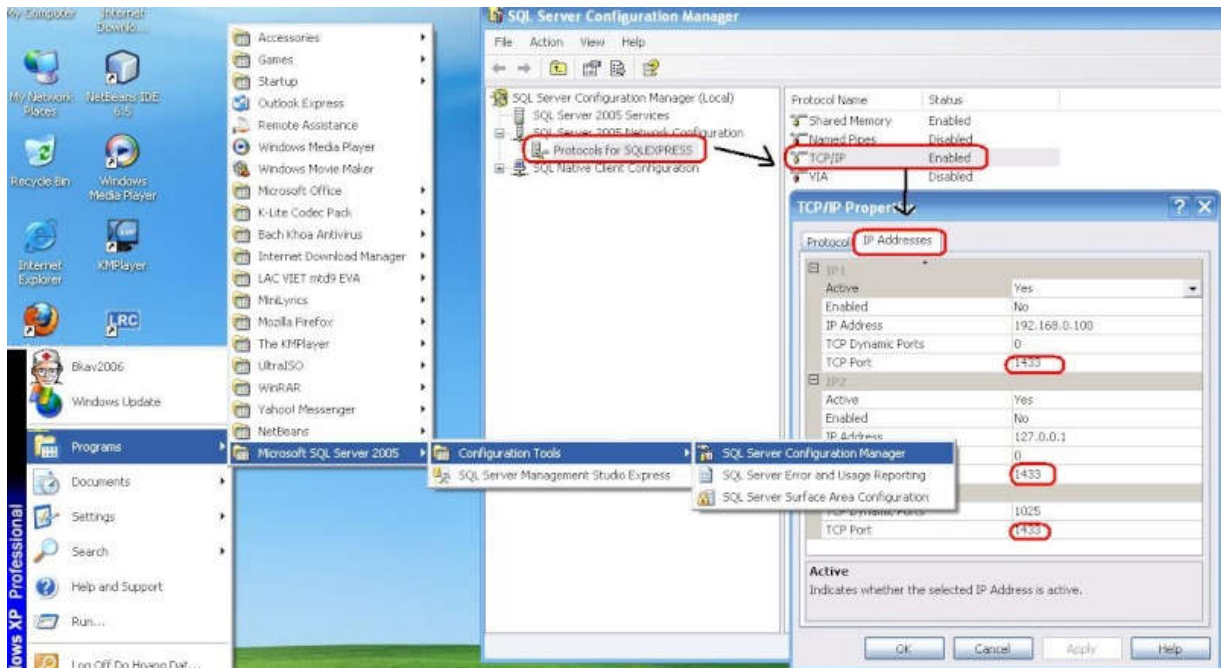 My Computer
Internet
Downlo...
My Network
Places
NetBeans IDE
6.5
Recycle Bin
Windows
Media Player
Internet
Explorer
KMPlayer
LRC
Accessories
Games
Startup
Outlook Express
Remote Assistance
Windows Media Player
Windows Movie Maker
Microsoft Office
K-Lite Codec Pack
Bach Khoa Antivirus
Internet Download Manager
LAC VIET mtd9 EVA
MiniLyrics
Mozilla Firefox
The KMPlayer
UltraISO
WinRAR
Yahoo! Messenger
NetBeans
Microsoft SQL Server 2005
Bkav2006
Windows Update
Programs
Documents
Settings
Search
Help and Support
Run...
Log Off Do Hoang Dat...
ows XP Professional
Configuration Tools
SQL Server Management Studio Express
SQL Server Configuration Manager
SQL Server Error and Usage Reporting
SQL Server Surface Area Configuration
SQL Server Configuration Manager
File Action View Help
SQL Server Configuration Manager (Local)
SQL Server 2005 Services
SQL Server 2005 Network Configuration
Protocols for SQLEXPRESS
SQL Native Client Configuration
Protocol Name Status
Shared Memory Enabled
Named Pipes Disabled
TCP/IP Enabled
VIA Disabled
TCP/IP Proper
Protocol IP Addresses
IP1
Active Yes
Enabled No
IP Address 192.168.0.100
TCP Dynamic Ports 0
TCP Port 1433
IP2
Active Yes
Enabled No
IP Address 127.0.0.1
0
1433
TCP Dynamic Ports 1025
TCP Port 1433
Active
Indicates whether the selected IP Address is active.
OK Cancel Apply Help